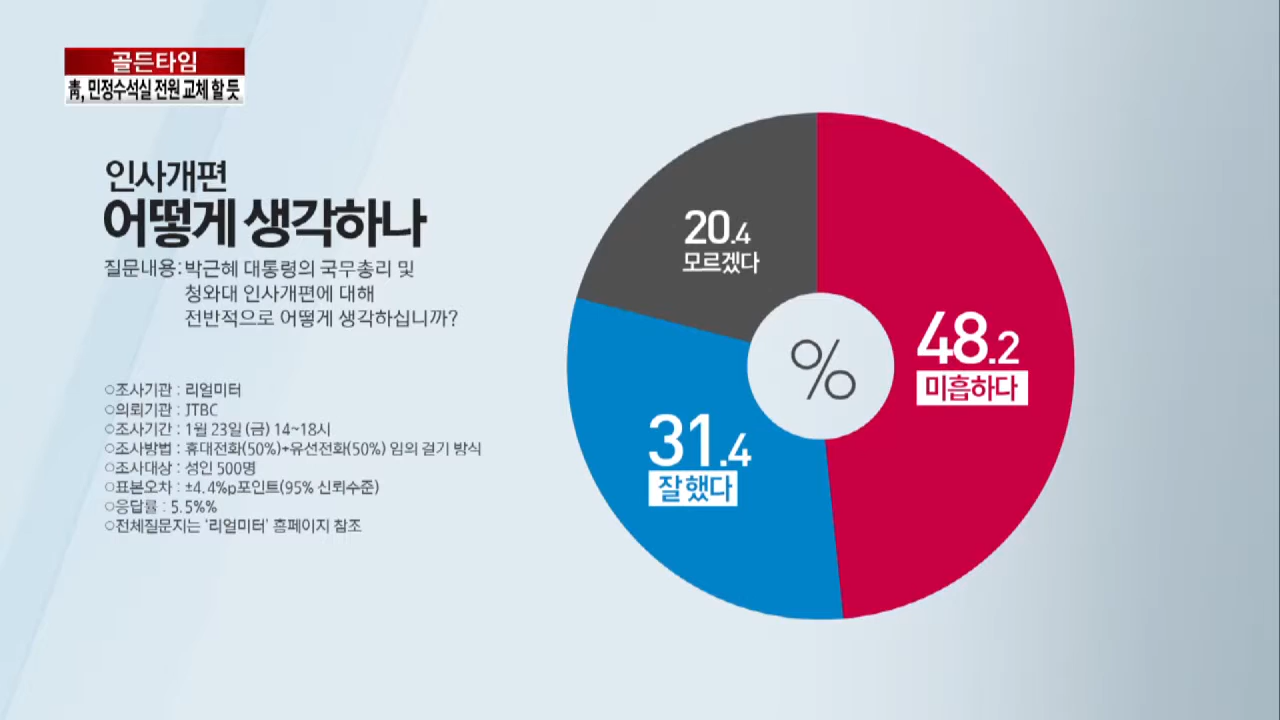 골든타임
靑, 민정수석실 전원 교체 할 듯
인사개편
어떻게 생각하나
질문내용: 박근혜 대통령의 국무총리 및
청와대 인사개편에 대해
전반적으로 어떻게 생각하십니까?
○조사기관 : 리얼미터
○의뢰기관 : JTBC
○조사기간 : 1월 23일 (금) 14~18시
○조사방법 : 휴대전화(50%)+유선전화(50%) 임의 걸기 방식
○조사대상 : 성인 500명
○표본오차 : ±4.4%p포인트(95% 신뢰수준)
○응답률 : 5.5%%
○전체질문지는 '리얼미터' 홈페이지 참조
20.4
모르겠다
48.2
미흡하다
%
31.4
잘 했다